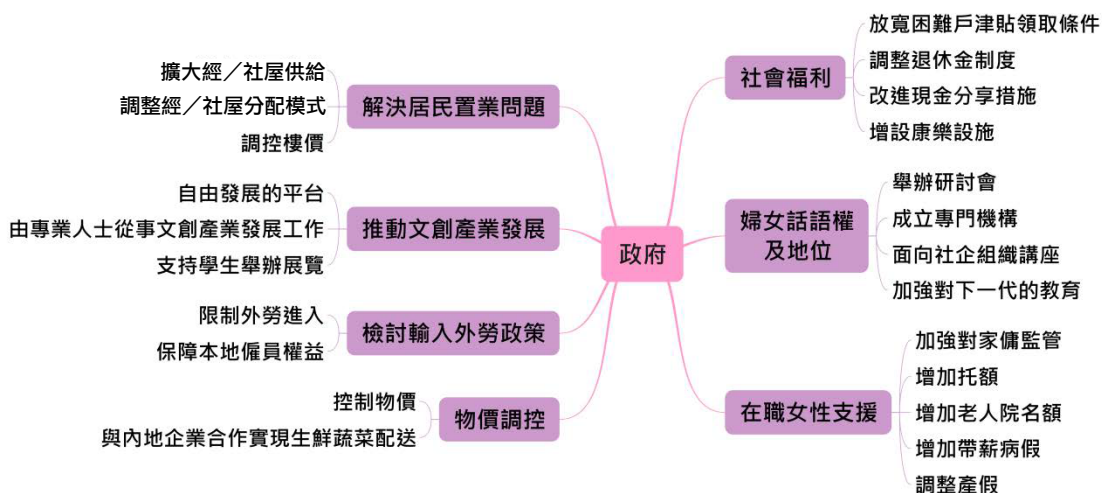 政府
解決居民置業問題
擴大經／社屋供給
調整經／社屋分配模式
調控樓價
推動文創產業發展
自由發展的平台
由專業人士從事文創產業發展工作
支持學生舉辦展覽
檢討輸入外勞政策
限制外勞進入
保障本地僱員權益
物價調控
控制物價
與內地企業合作實現生鮮蔬菜配送
社會福利
放寬困難戶津貼領取條件
調整退休金制度
改進現金分享措施
增設康樂設施
婦女話語權
及地位
舉辦研討會
成立專門機構
面向社企組織講座
加強對下一代的教育
在職女性支援
加強對家傭監管
增加托額
增加老人院名額
增加帶薪病假
調整產假